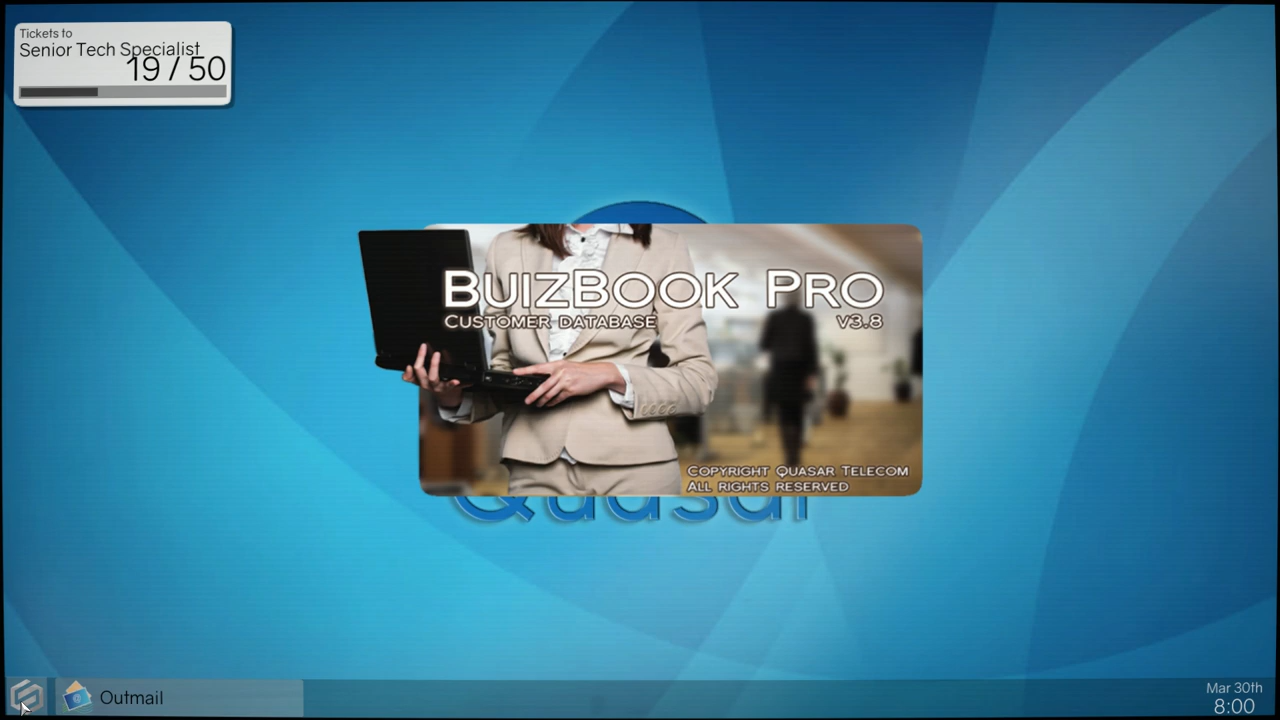 Tickets to
Senior Tech Specialist
19 / 50
BUIZBOOK PRO
CUSTOMER DATABASE
V3.8
COPYRIGHT QUASAR TELECOM
ALL RIGHTS RESERVED
Quasar
Outmail
Mar 30th
8:00